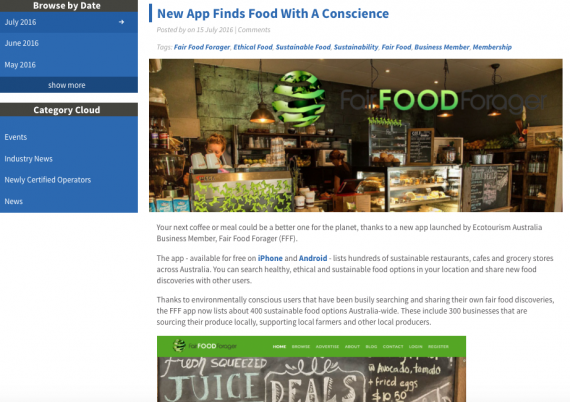 Browse by Date
July 2016
June 2016
May 2016
show more
Category Cloud
Events
Industry News
Newly Certified Operators
News
New App Finds Food With A Conscience
Posted by on 15 July 2016 | Comments
Tags: Fair Food Forager, Ethical Food, Sustainable Food, Sustainability, Fair Food, Business Member, Membership
FairFOODForager
Your next coffee or meal could be a better one for the planet, thanks to a new app launched by Ecotourism Australia
Business Member, Fair Food Forager (FFF).
The app - available for free on iPhone and Android - lists hundreds of sustainable restaurants, cafes and grocery stores
across Australia. You can search healthy, ethical and sustainable food options in your location and share new food
discoveries with other users.
Thanks to environmentally conscious users that have been busily searching and sharing their own fair food discoveries,
the FFF app now lists about 400 sustainable food options Australia-wide. These include 300 businesses that are
sourcing their produce locally, supporting local farmers and other local producers.
FairFOODForager
HOME BROWSE ADVERTISE ABOUT BLOG CONTACT LOGIN REGISTER
Fresh SQUEEZED
JUICE
DEALS
Avocado, tomato
+ fried eggs
$10.50